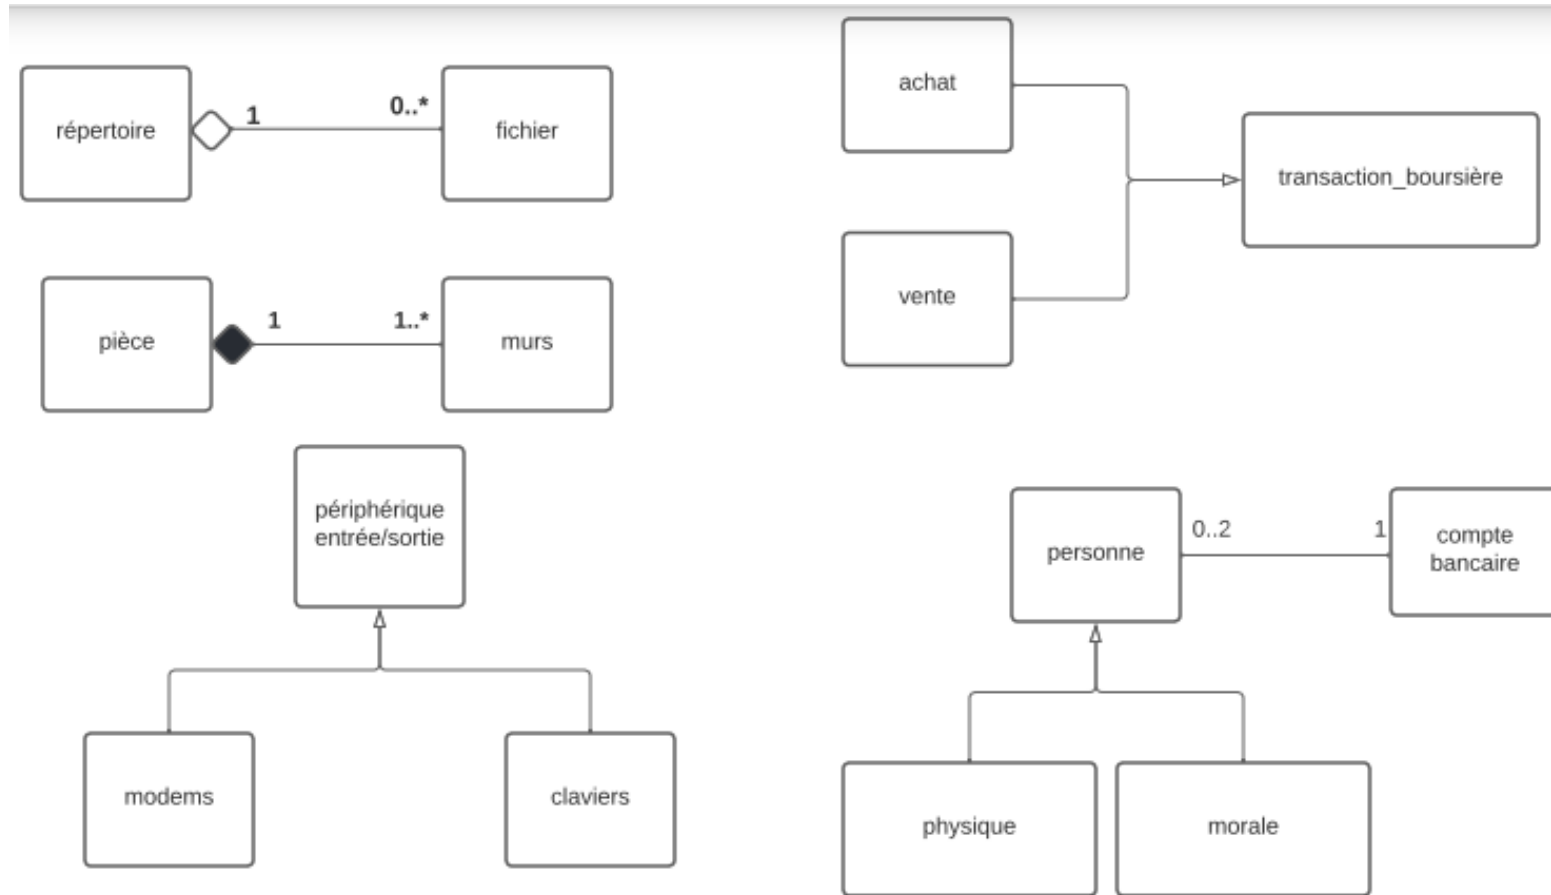 répertoire
1
0..*
fichier
achat
transaction_boursière
vente
pièce
1
1..*
murs
périphérique
entrée/sortie
modems
claviers
personne
0..2
1
compte
bancaire
physique
morale